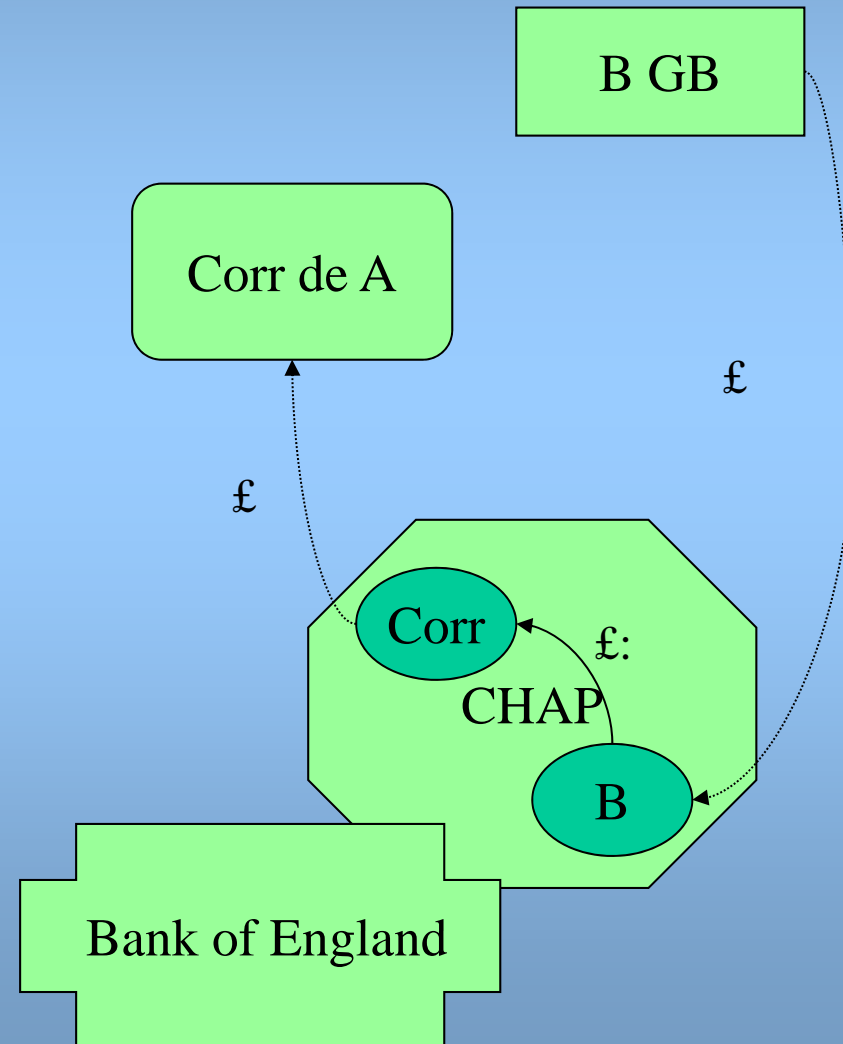 B GB
Corr de A
£
£
Corr
£:
CHAP
B
Bank of England